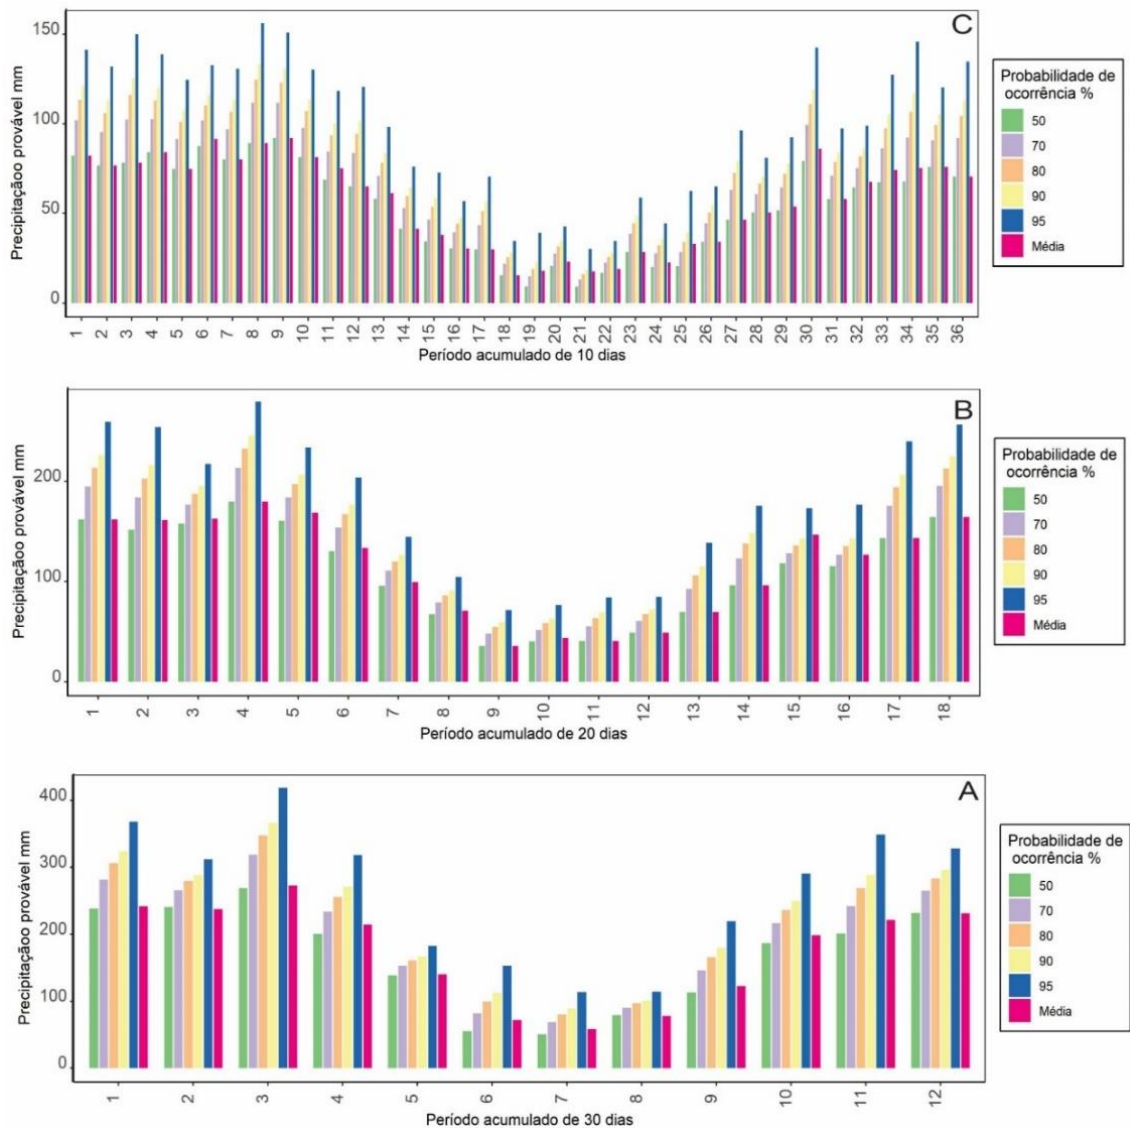 C
Precipitaçãoo provável mm
150
100
50
0
1 2 3 4 5 6 7 8 9 10 11 12 13 14 15 16 17 18 19 20 21 22 23 24 25 26 27 28 29 30 31 32 33 34 35 36
Período acumulado de 10 dias
Probabilidade de
ocorrência %
50
70
80
90
95
Média
B
Precipitaçãoo provável mm
200
100
0
1 2 3 4 5 6 7 8 9 10 11 12 13 14 15 16 17 18
Período acumulado de 20 dias
Probabilidade de
ocorrência %
50
70
80
90
95
Média
A
Precipitaçãoo provável mm
400
300
200
100
0
1 2 3 4 5 6 7 8 9 10 11 12
Período acumulado de 30 dias
Probabilidade de
ocorrência %
50
70
80
90
95
Média